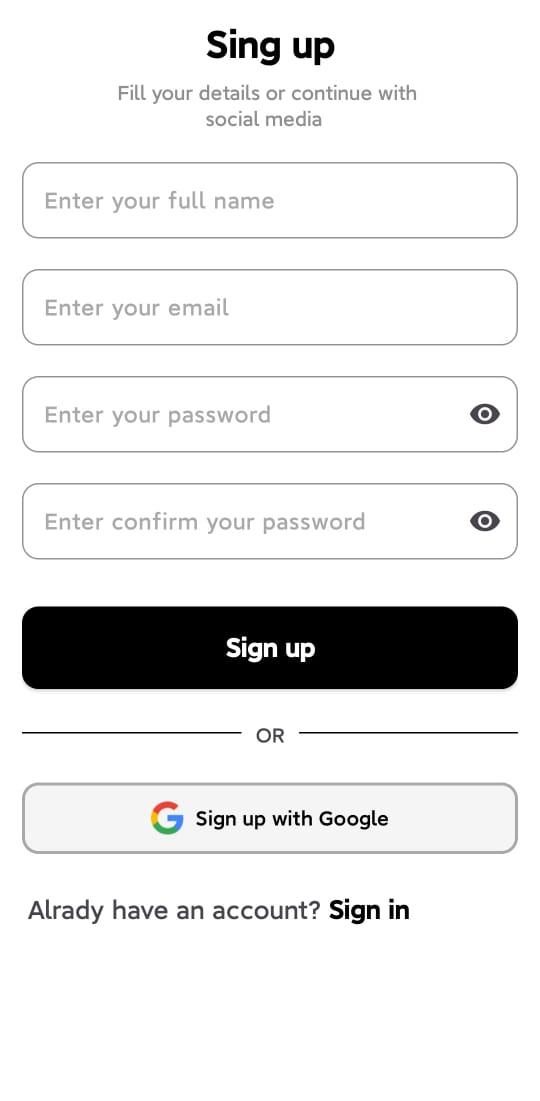 Sing up
Fill your details or continue with
social media
Enter your full name
Enter your email
Enter your password
Enter confirm your password
Sign up
OR
Sign up with Google
Alrady have an account? Sign in